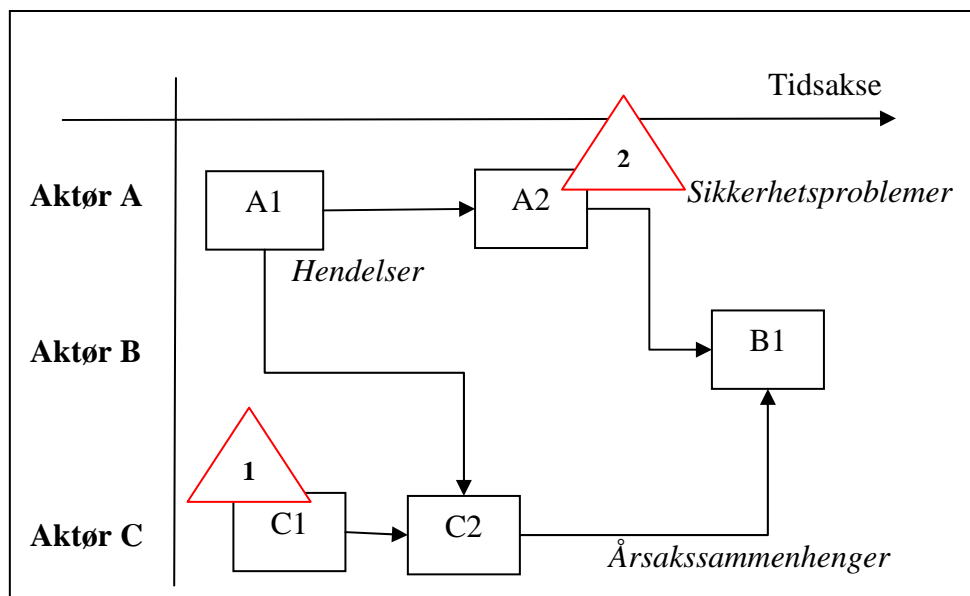 Tidsakse
2
Aktør A
A1
A2
Sikkerhetsproblemer
Hendelser
Aktør B
B1
1
Aktør C
C1
C2
Årsakssammenhenger